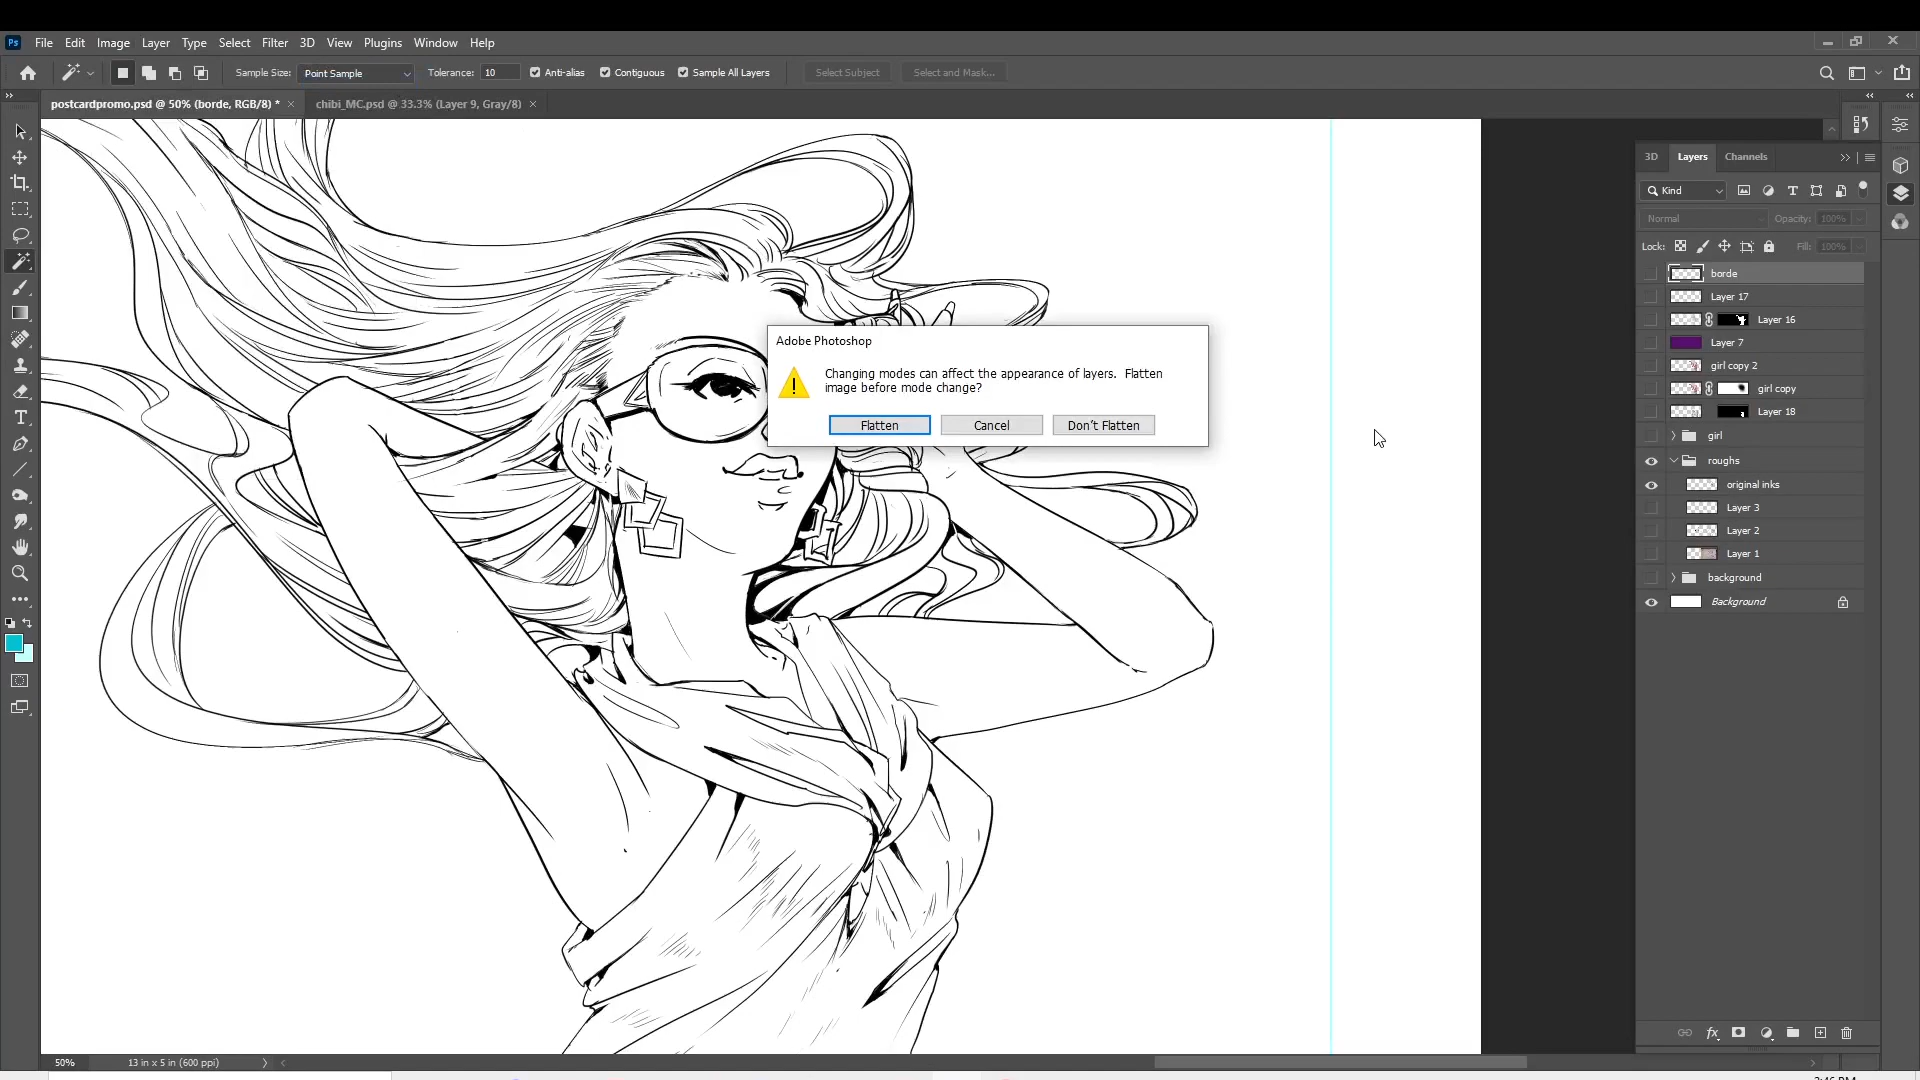 Ps File Edit Image Layer Type Select Filter 3D View Plugins Window Help
Sample Size: Point Sample Tolerance: 10 Anti-alias Contiguous Sample All Layers Select Subject Select and Mask...
postcardpromo.psd @ 50% (borde, RGB/8) * × chibi_MC.psd @ 33.3% (Layer 9, Gray/8) ×
3D Layers Channels
Kind
Normal Opacity: 100%
Lock: Fill: 100%
borde
Layer 17
Layer 16
Layer 7
girl copy 2
girl copy
Layer 18
girl
roughs
original inks
Layer 3
Layer 2
Layer 1
background
Background
Adobe Photoshop
Changing modes can affect the appearance of layers. Flatten
image before mode change?
Flatten Cancel Don't Flatten
50% 13 in x 5 in (600 ppi)